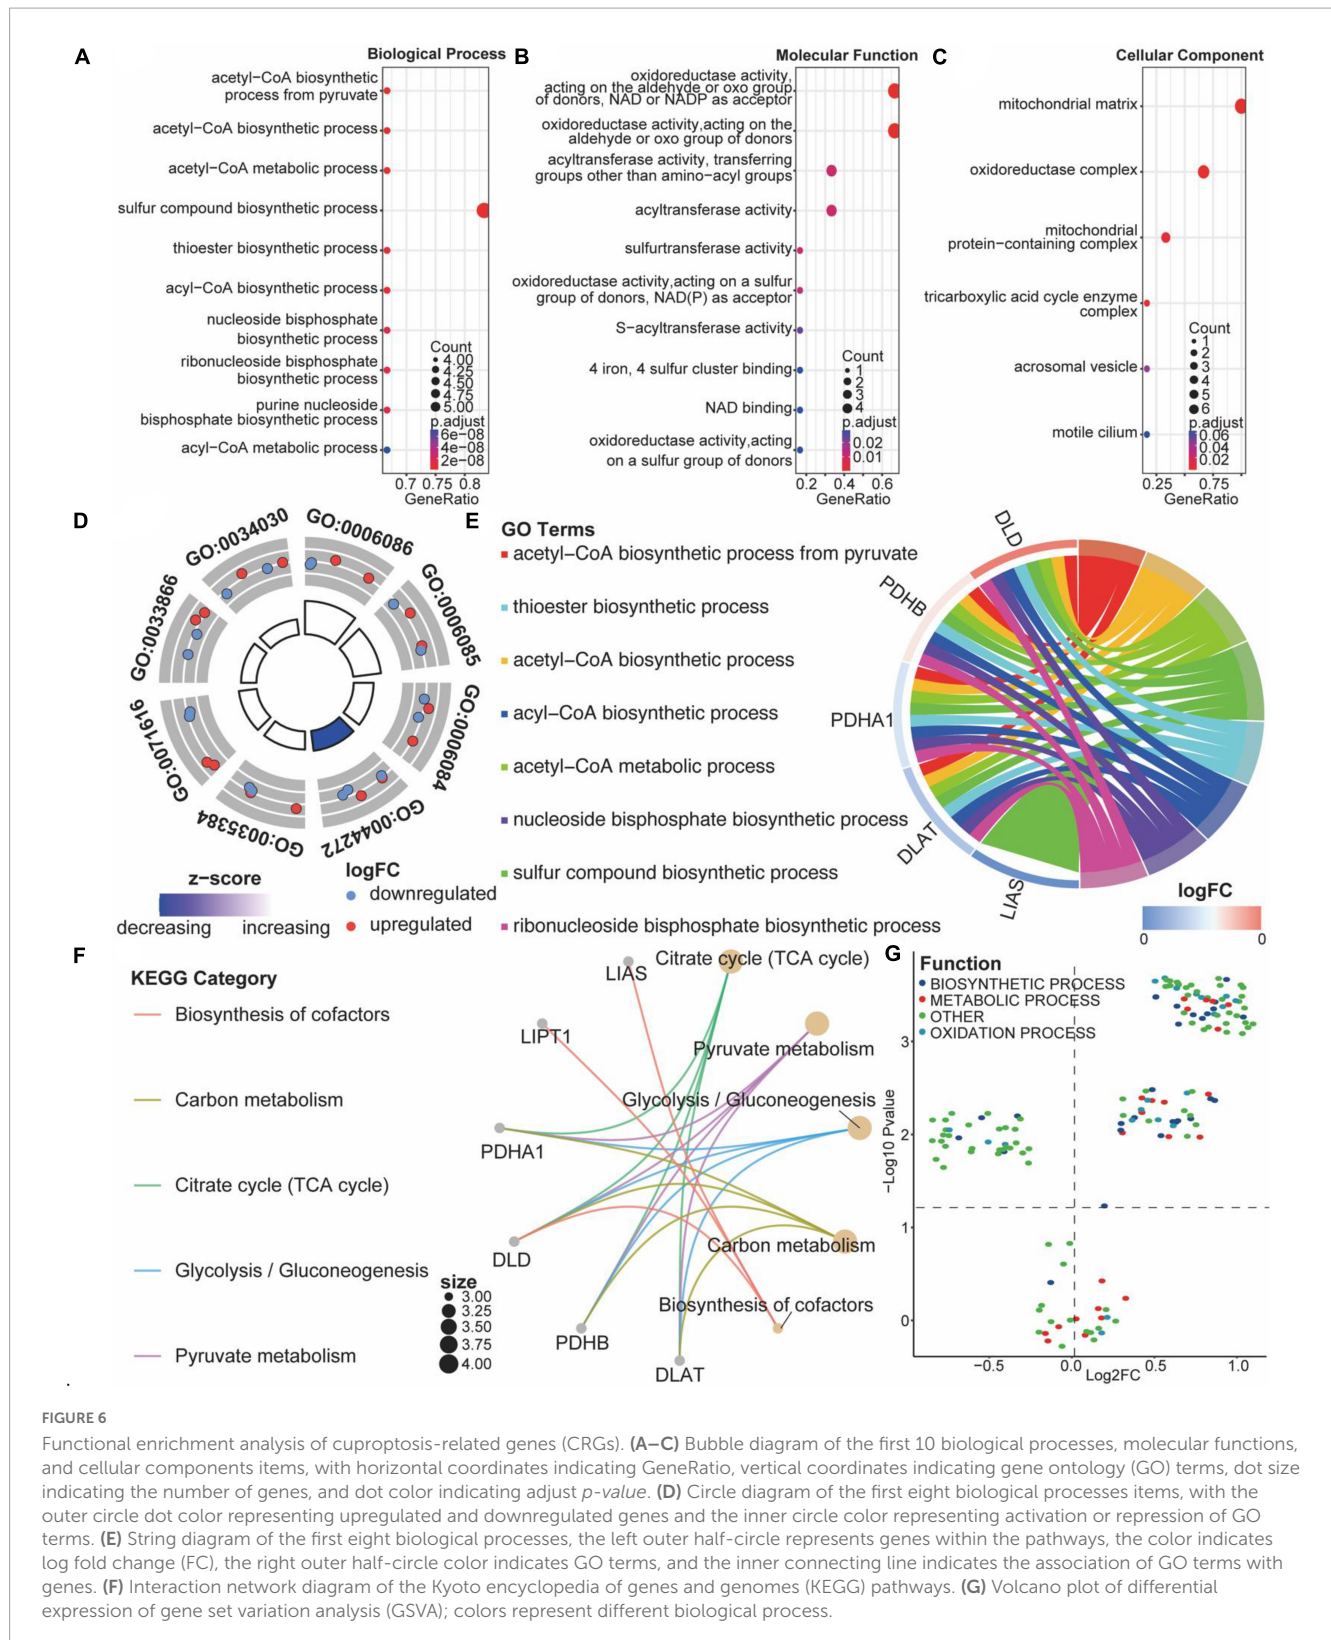 A
Biological Process
acetyl−CoA biosynthetic
process from pyruvate
acetyl−CoA biosynthetic process
acetyl−CoA metabolic process
sulfur compound biosynthetic process
thioester biosynthetic process
acyl−CoA biosynthetic process
nucleoside bisphosphate
biosynthetic process
ribonucleoside bisphosphate
biosynthetic process
purine nucleoside
bisphosphate biosynthetic process
acyl−CoA metabolic process
Count
4.00
4.25
4.50
4.75
5.00
p.adjust
6e−08
4e−08
2e−08
0.7 0.75 0.8
GeneRatio
B
Molecular Function
oxidoreductase activity,
acting on the aldehyde or oxo group
of donors, NAD or NADP as acceptor
oxidoreductase activity,acting on the
aldehyde or oxo group of donors
acyltransferase activity, transferring
groups other than amino−acyl groups
acyltransferase activity
sulfurtransferase activity
oxidoreductase activity,acting on a sulfur
group of donors, NAD(P) as acceptor
S−acyltransferase activity
4 iron, 4 sulfur cluster binding
NAD binding
oxidoreductase activity,acting
on a sulfur group of donors
Count
1
2
3
4
p.adjust
0.02
0.01
0.2 0.4 0.6
GeneRatio
C
Cellular Component
mitochondrial matrix
oxidoreductase complex
mitochondrial
protein−containing complex
tricarboxylic acid cycle enzyme
complex
acrosomal vesicle
motile cilium
Count
1
2
3
4
5
6
p.adjust
0.06
0.04
0.02
0.25 0.75
GeneRatio
D
GO:0006086
GO:0006085
GO:0006084
GO:0044272
GO:0035384
GO:0071616
GO:0033866
GO:0034030
z−score
decreasing increasing
logFC
downregulated
upregulated
E
GO Terms
acetyl−CoA biosynthetic process from pyruvate
thioester biosynthetic process
acetyl−CoA biosynthetic process
acyl−CoA biosynthetic process
acetyl−CoA metabolic process
nucleoside bisphosphate biosynthetic process
sulfur compound biosynthetic process
ribonucleoside bisphosphate biosynthetic process
DLD
PDHB
PDHA1
DLAT
LIAS
logFC
0 0
F
KEGG Category
Biosynthesis of cofactors
Carbon metabolism
Citrate cycle (TCA cycle)
Glycolysis / Gluconeogenesis
Pyruvate metabolism
size
3.00
3.25
3.50
3.75
4.00
LIAS
LIPT1
PDHA1
DLD
PDHB
DLAT
Citrate cycle (TCA cycle)
Pyruvate metabolism
Glycolysis / Gluconeogenesis
Carbon metabolism
Biosynthesis of cofactors
G
Function
BIOSYNTHETIC PROCESS
METABOLIC PROCESS
OTHER
OXIDATION PROCESS
−Log10 Pvalue
3
2
1
0
−0.5 0.0 0.5 1.0
Log2FC
FIGURE 6
Functional enrichment analysis of cuproptosis-related genes (CRGs). (A–C) Bubble diagram of the first 10 biological processes, molecular functions,
and cellular components items, with horizontal coordinates indicating GeneRatio, vertical coordinates indicating gene ontology (GO) terms, dot size
indicating the number of genes, and dot color indicating adjust p-value. (D) Circle diagram of the first eight biological processes items, with the
outer circle dot color representing upregulated and downregulated genes and the inner circle color representing activation or repression of GO
terms. (E) String diagram of the first eight biological processes, the left outer half-circle represents genes within the pathways, the color indicates
log fold change (FC), the right outer half-circle color indicates GO terms, and the inner connecting line indicates the association of GO terms with
genes. (F) Interaction network diagram of the Kyoto encyclopedia of genes and genomes (KEGG) pathways. (G) Volcano plot of differential
expression of gene set variation analysis (GSVA); colors represent different biological process.